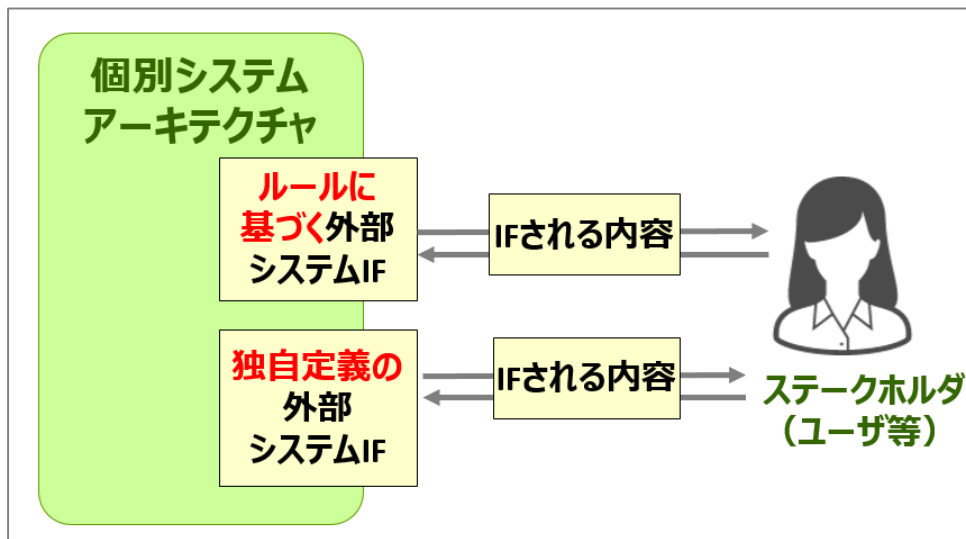 個別システム
アーキテクチャ
ルールに
基づく外部
システムIF
IFされる内容
独自定義の
外部
システムIF
IFされる内容
ステークホルダ
（ユーザ等）